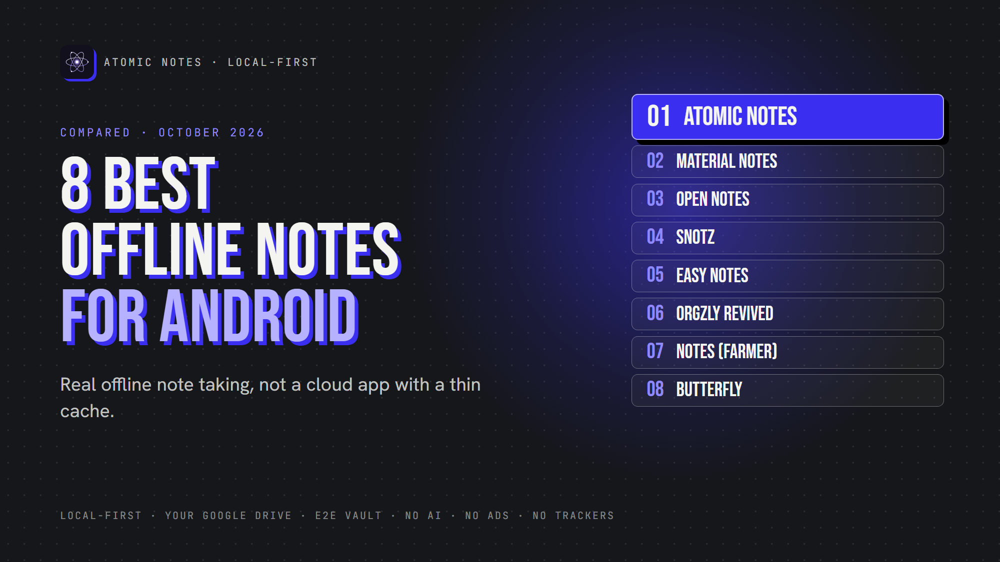 ATOMIC NOTES · LOCAL-FIRST
COMPARED · OCTOBER 2026
8 BEST
OFFLINE NOTES
FOR ANDROID
Real offline note taking, not a cloud app with a thin
cache.
01 ATOMIC NOTES
02 MATERIAL NOTES
03 OPEN NOTES
04 SNOTZ
05 EASY NOTES
06 ORGZLY REVIVED
07 NOTES (FARMER)
08 BUTTERFLY
LOCAL-FIRST · YOUR GOOGLE DRIVE · E2E VAULT · NO AI · NO ADS · NO TRACKERS